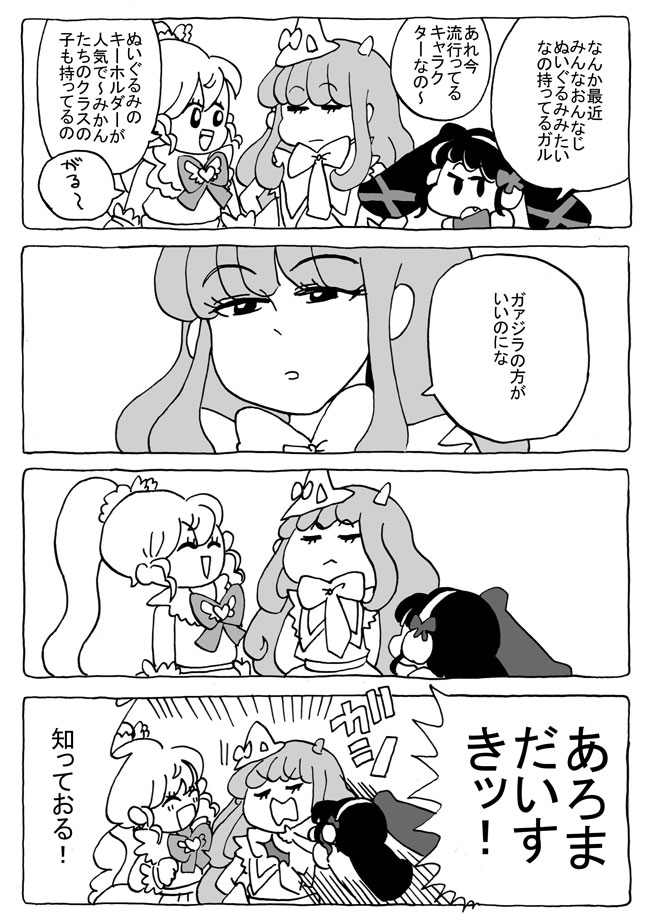 なんか最近
みんなおんなじ
ぬいぐるみみたい
なの持ってるガル
あれ今
流行ってる
キャラク
ターなの～
ぬいぐるみの
キーホルダーが
人気で～みかん
たちのクラスの
子も持ってるの
がる～
ガァジラの方が
いいのにな
あろま
だいす
きッ！
ガシッ
知っておる！